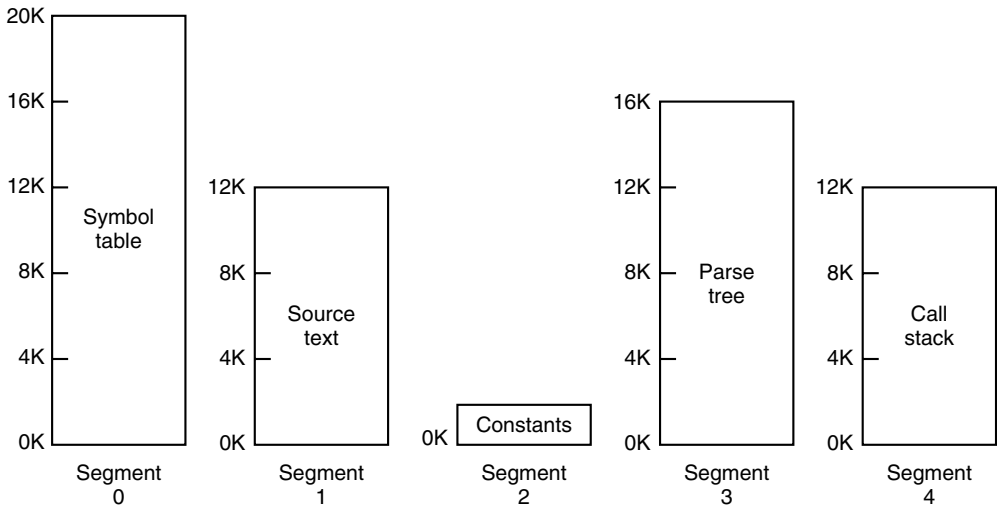 20K
16K
12K
8K
4K
0K
Symbol
table
Segment
0
12K
8K
4K
0K
Source
text
Segment
1
0K
Constants
Segment
2
16K
12K
8K
4K
0K
Parse
tree
Segment
3
12K
8K
4K
0K
Call
stack
Segment
4